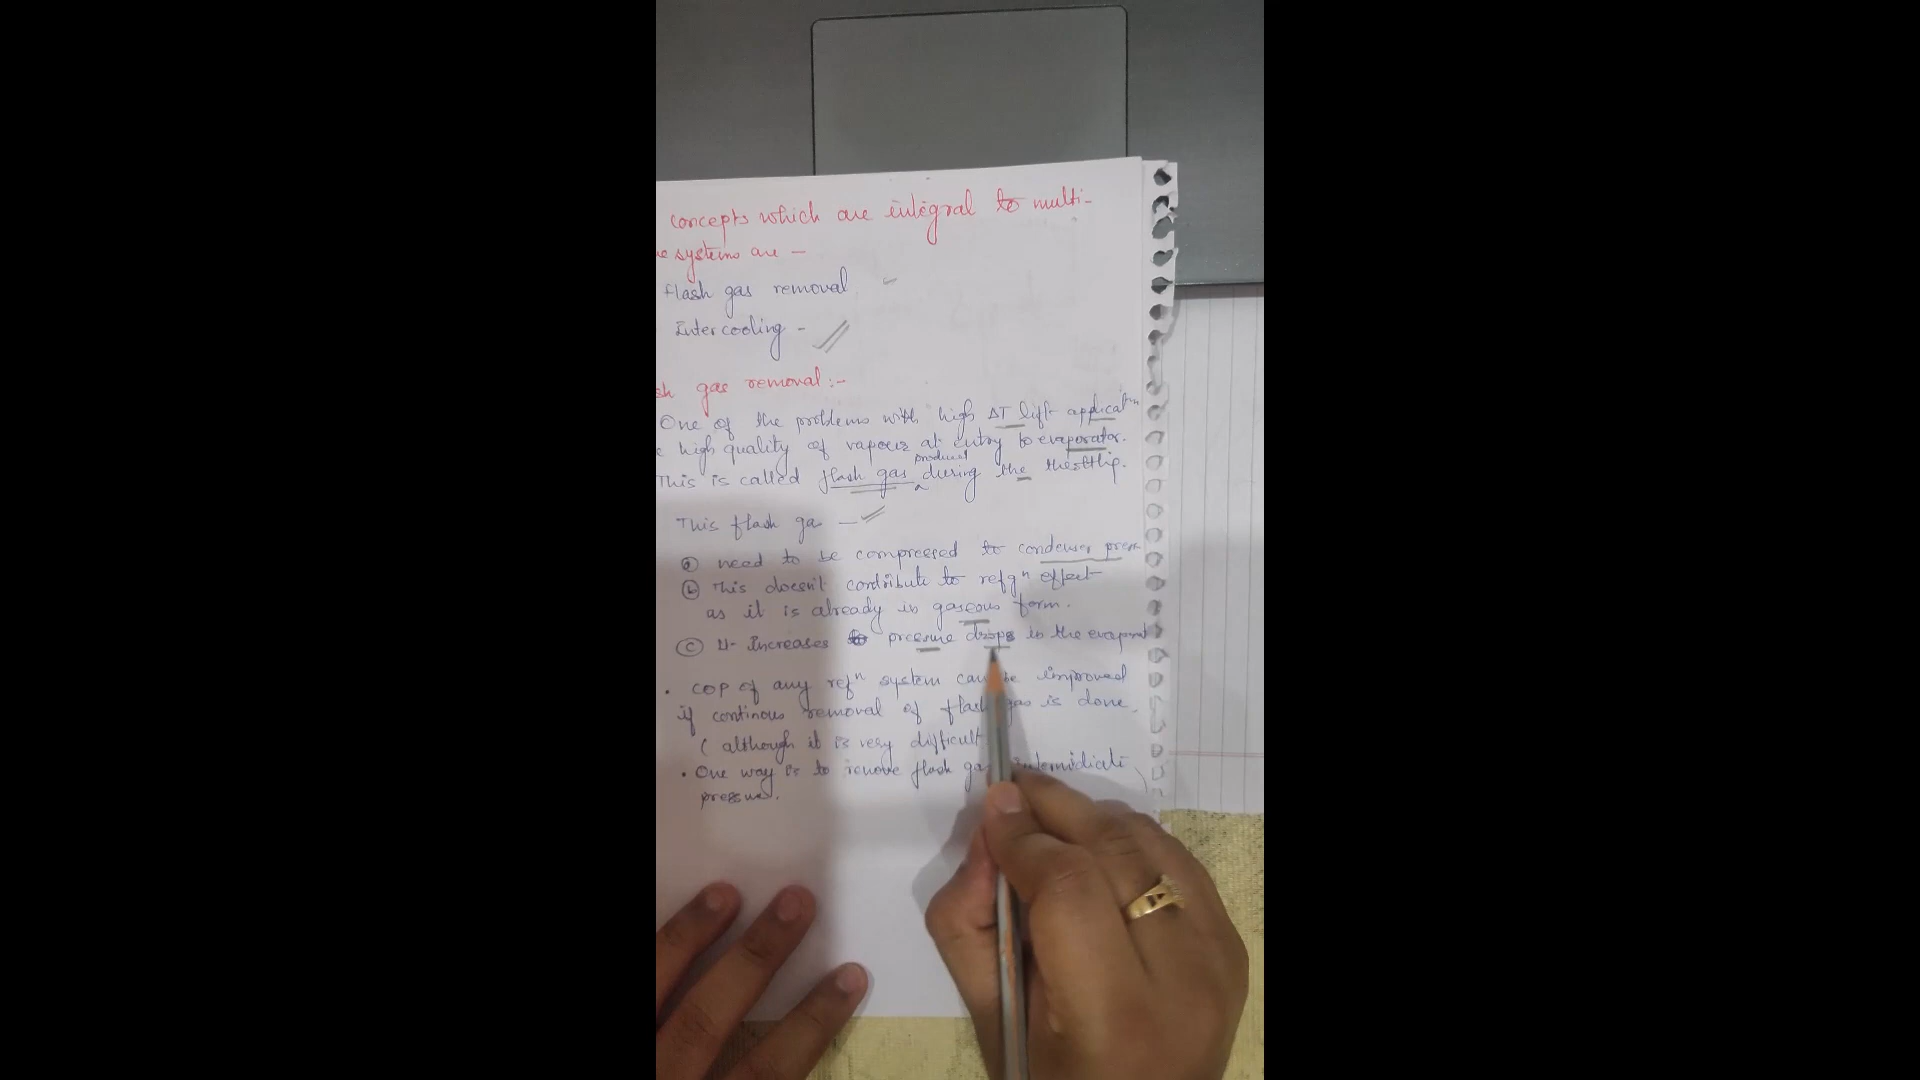 concepts which are integral to multi-
systems are -
flash gas removal
Intercooling -
gas removal :-
One of the problems with high ΔT lift applicatn
high quality of vapour at entry to evaporator.
This is called flash gas produced during the throttlip.
This flash ga -
(a) need to be compressed to condenser press
(b) This doesn't contribute to refgn effect
as it is already in gaseous form.
(c) It increases pressure drops in the evaporat
• COP of any refn system can be improved
if continous removal of flash gas is done.
( although it is very difficult
• One way is to remove flash gas intermidiate
pressure.